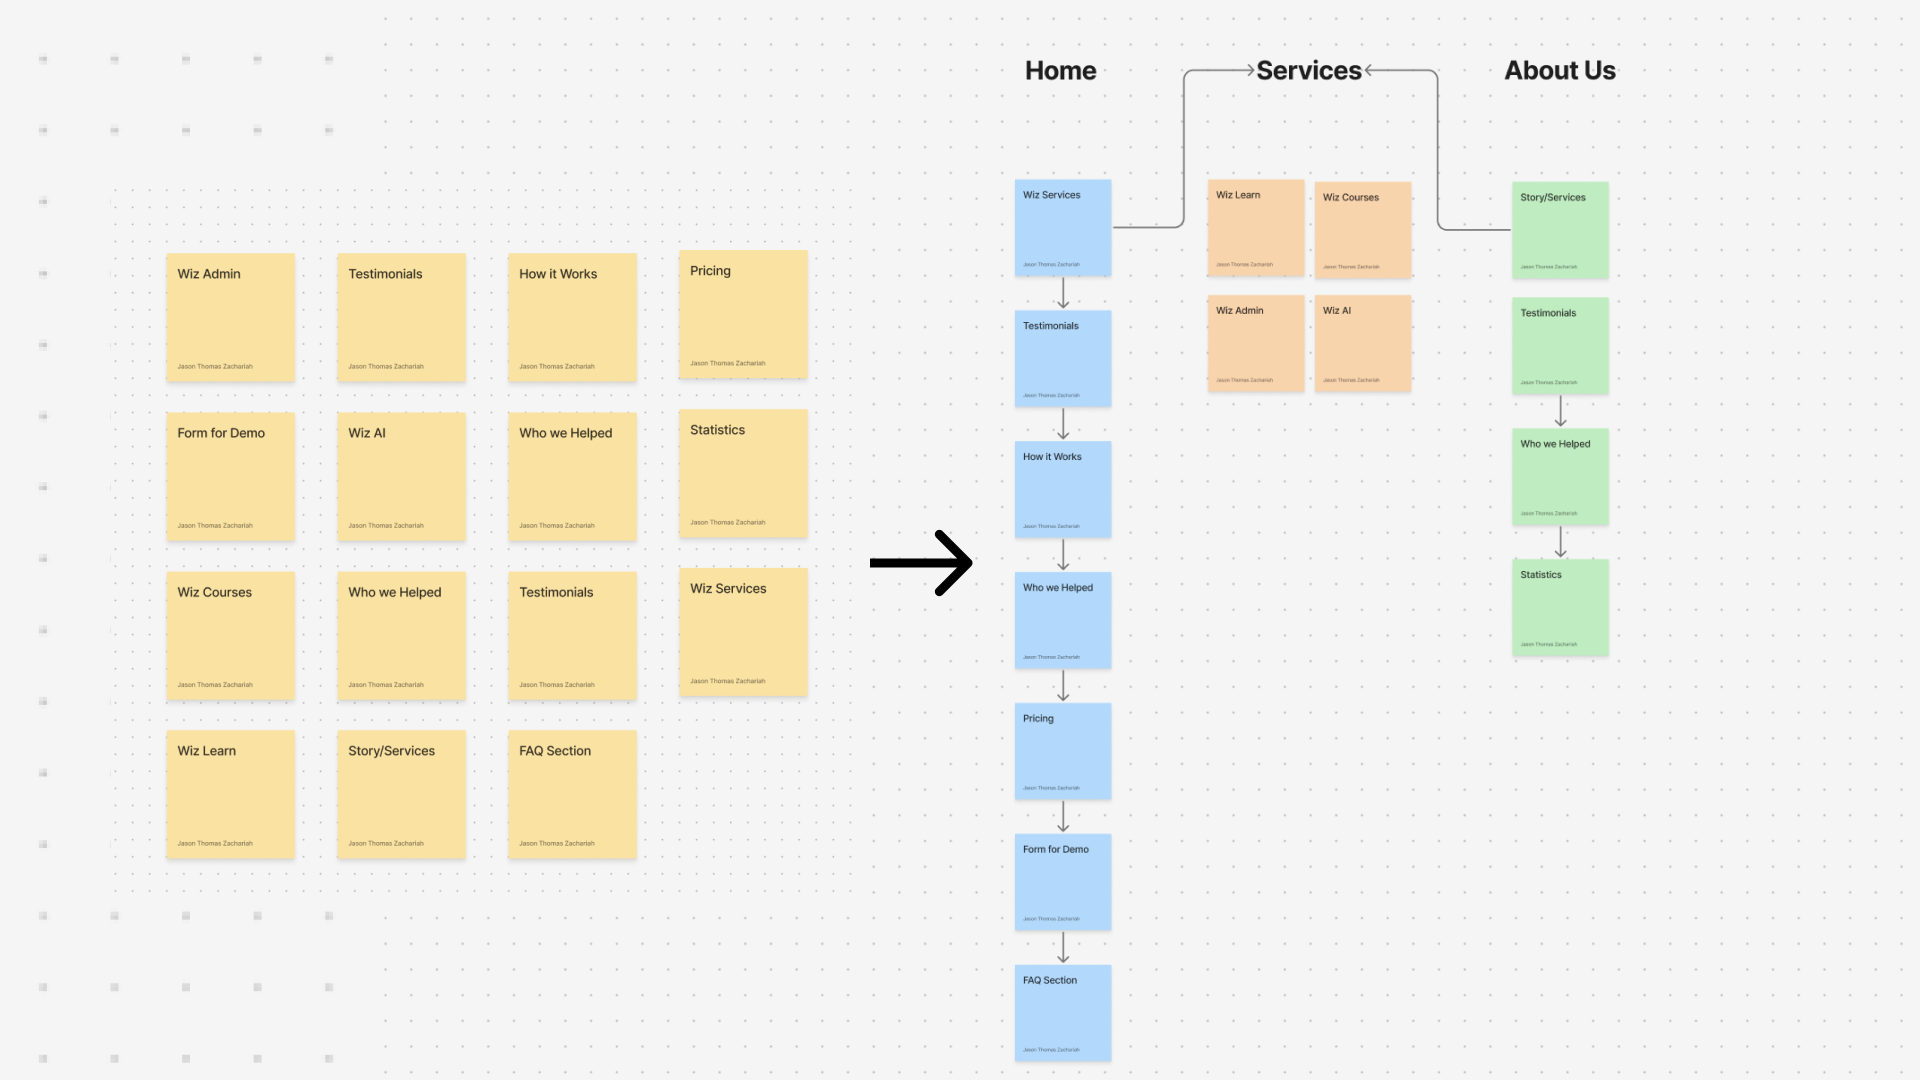 Wiz Admin
Jason Thomas Zachariah
Testimonials
Jason Thomas Zachariah
How it Works
Jason Thomas Zachariah
Pricing
Jason Thomas Zachariah
Form for Demo
Jason Thomas Zachariah
Wiz AI
Jason Thomas Zachariah
Who we Helped
Jason Thomas Zachariah
Statistics
Jason Thomas Zachariah
Wiz Courses
Jason Thomas Zachariah
Who we Helped
Jason Thomas Zachariah
Testimonials
Jason Thomas Zachariah
Wiz Services
Jason Thomas Zachariah
Wiz Learn
Jason Thomas Zachariah
Story/Services
Jason Thomas Zachariah
FAQ Section
Jason Thomas Zachariah
Home
Wiz Services
Jason Thomas Zachariah
Testimonials
Jason Thomas Zachariah
How it Works
Jason Thomas Zachariah
Who we Helped
Jason Thomas Zachariah
Pricing
Jason Thomas Zachariah
Form for Demo
Jason Thomas Zachariah
FAQ Section
Jason Thomas Zachariah
Services
Wiz Learn
Jason Thomas Zachariah
Wiz Courses
Jason Thomas Zachariah
Wiz Admin
Jason Thomas Zachariah
Wiz AI
Jason Thomas Zachariah
About Us
Story/Services
Jason Thomas Zachariah
Testimonials
Jason Thomas Zachariah
Who we Helped
Jason Thomas Zachariah
Statistics
Jason Thomas Zachariah